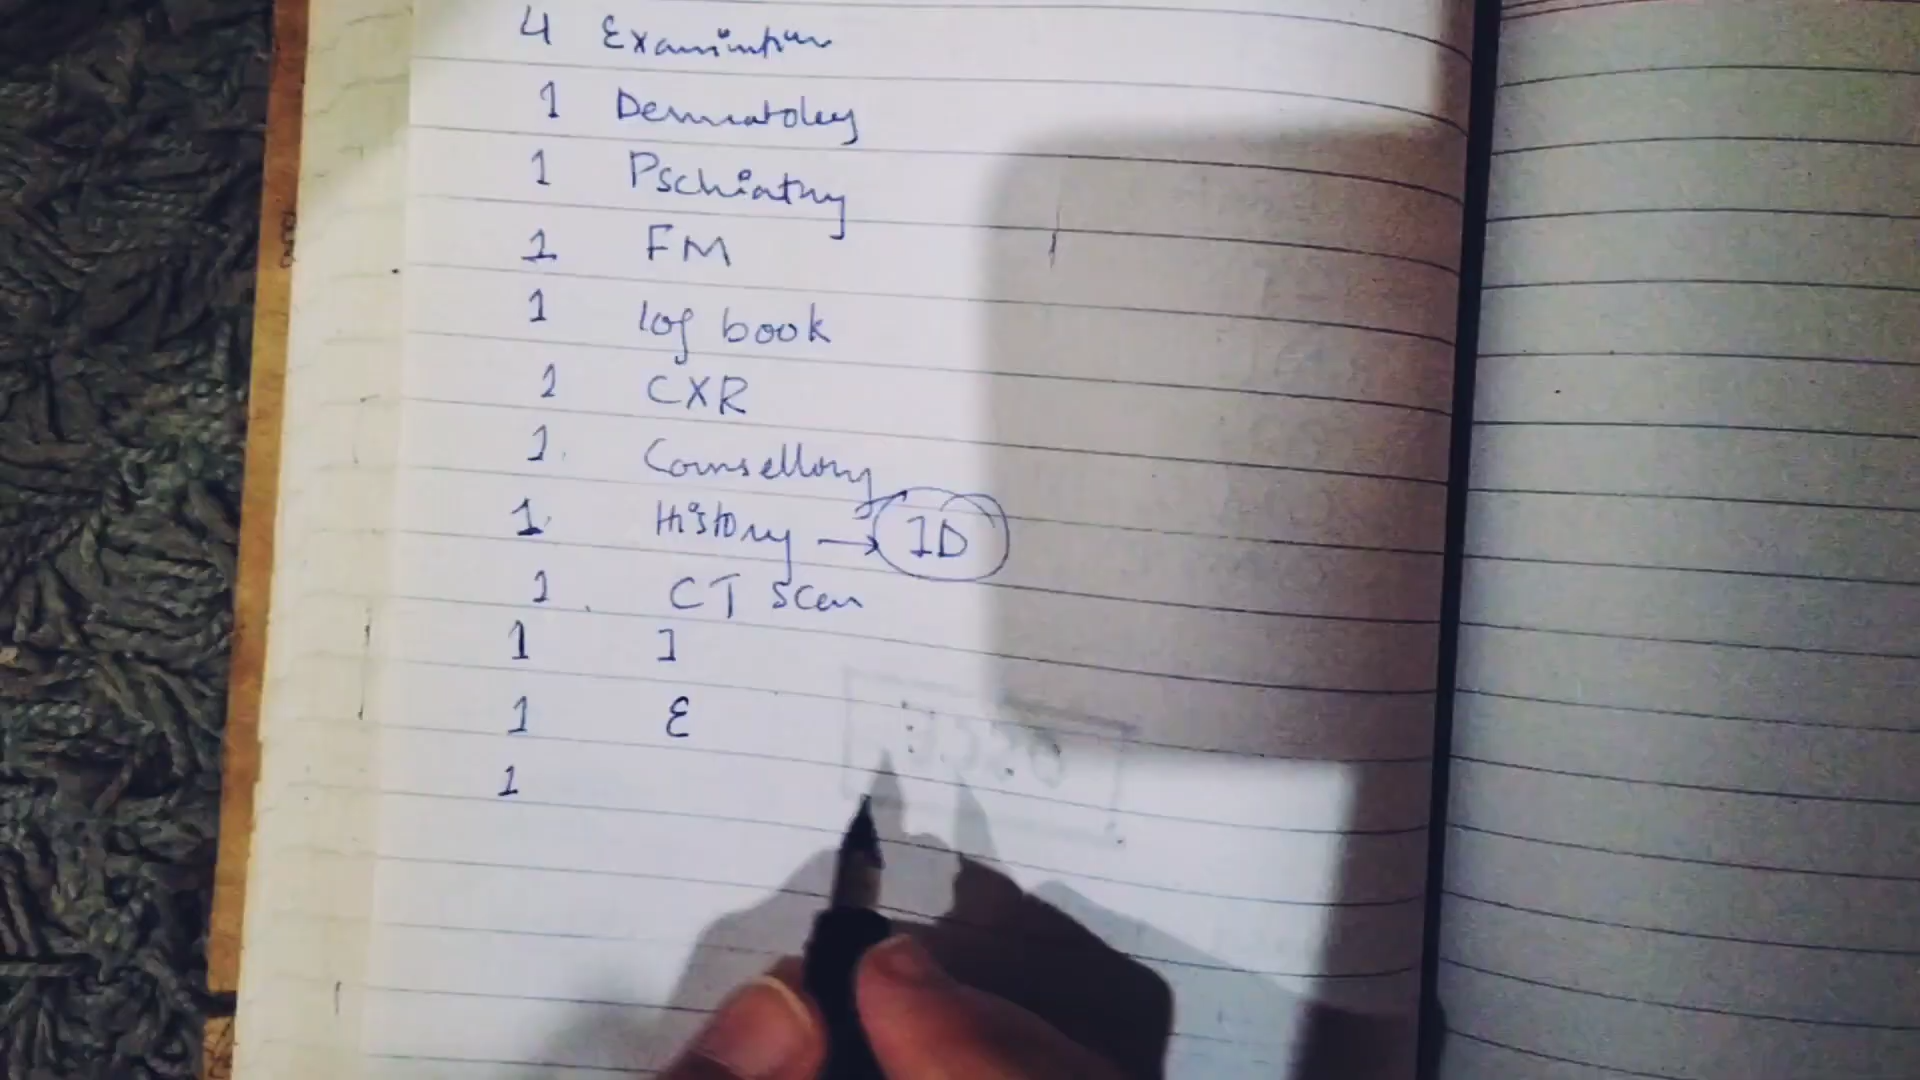 4 Examination
1 Dermatology
1 Pschiatry
1 FM
1 log book
1 CXR
1. Counselling
1. History → ID
1. CT Scan
1 I
1 E
1
OSCE